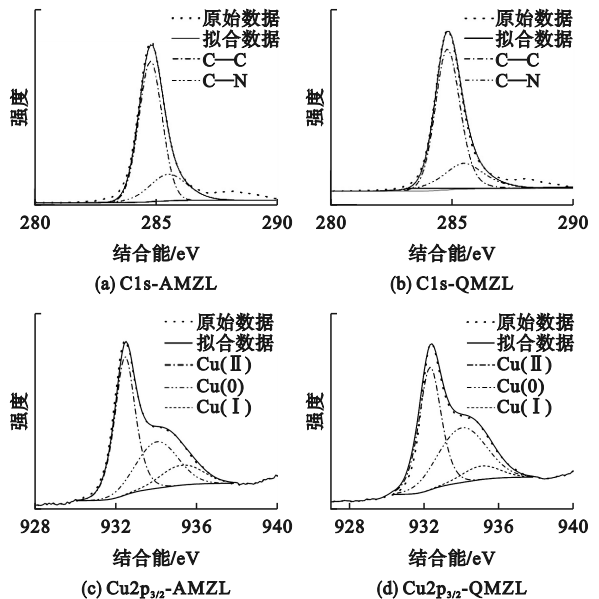 原始数据
拟合数据
C—C
C—N
强度
280
285
290
结合能/eV
(a) C1s-AMZL
原始数据
拟合数据
C—C
C—N
强度
280
285
290
结合能/eV
(b) C1s-QMZL
原始数据
拟合数据
Cu(Ⅱ)
Cu(0)
Cu(Ⅰ)
强度
928
932
936
940
结合能/eV
(c) Cu2p3/2-AMZL
原始数据
拟合数据
Cu(Ⅱ)
Cu(0)
Cu(Ⅰ)
强度
928
932
936
940
结合能/eV
(d) Cu2p3/2-QMZL